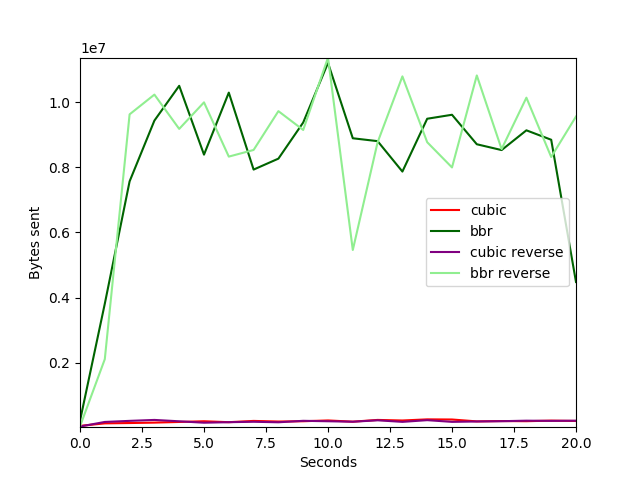 1e7
1.0
0.8
0.6
0.4
0.2
Bytes sent
cubic
bbr
cubic reverse
bbr reverse
0.0 2.5 5.0 7.5 10.0 12.5 15.0 17.5 20.0
Seconds